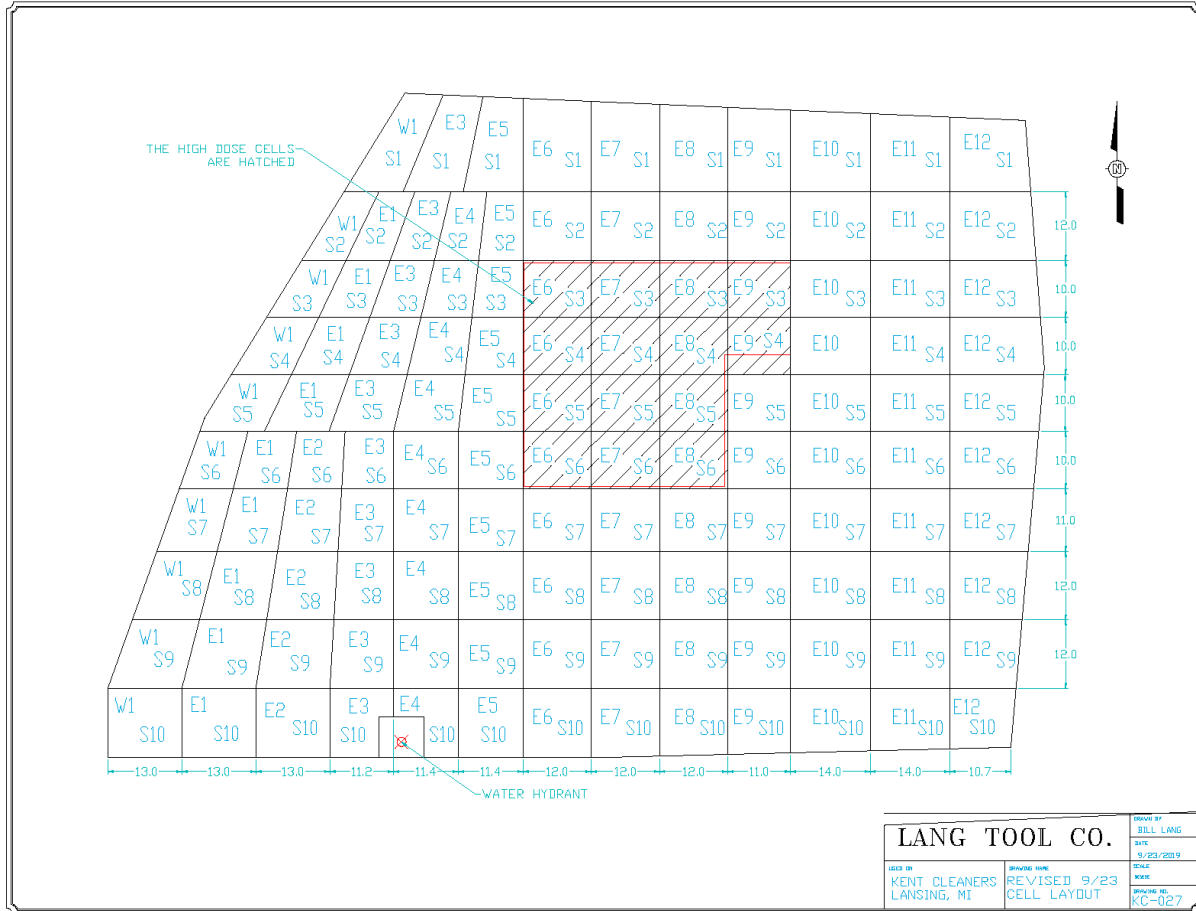 W1 E3 E5
THE HIGH DOSE CELLS
ARE HATCHED
E6 S1 E7 S1 E8 S1 E9 S1 E10 S1 E11 S1 E12 S1
S1 S1 S1
N
W1 S2 E1 S2 E3 S2 E4 S2 E5 S2 E6 S2 E7 S2 E8 S2 E9 S2 E10 S2 E11 S2 E12 S2
12.0
W1 S3 E1 S3 E3 S3 E4 S3 E5 S3 E6 S3 E7 S3 E8 S3 E9 S3 E10 S3 E11 S3 E12 S3
10.0
W1 S4 E1 S4 E3 S4 E4 S4 E5 S4 E6 S4 E7 S4 E8 S4 E9 S4 E10 E11 S4 E12 S4
10.0
W1 S5 E1 S5 E3 S5 E4 S5 E5 S5 E6 S5 E7 S5 E8 S5 E9 S5 E10 S5 E11 S5 E12 S5
10.0
W1 S6 E1 S6 E2 S6 E3 S6 E4 S6 E5 S6 E6 S6 E7 S6 E8 S6 E9 S6 E10 S6 E11 S6 E12 S6
10.0
W1 S7 E1 S7 E2 S7 E3 S7 E4 S7 E5 S7 E6 S7 E7 S7 E8 S7 E9 S7 E10 S7 E11 S7 E12 S7
11.0
W1 S8 E1 S8 E2 S8 E3 S8 E4 S8 E5 S8 E6 S8 E7 S8 E8 S8 E9 S8 E10 S8 E11 S8 E12 S8
12.0
W1 S9 E1 S9 E2 S9 E3 S9 E4 S9 E5 S9 E6 S9 E7 S9 E8 S9 E9 S9 E10 S9 E11 S9 E12 S9
12.0
W1 S10 E1 S10 E2 S10 E3 S10 E4 S10 E5 S10 E6 S10 E7 S10 E8 S10 E9 S10 E10 S10 E11 S10 E12 S10
13.0 13.0 13.0 11.2 11.4 11.4 12.0 12.0 12.0 11.0 14.0 14.0 10.7
WATER HYDRANT
LANG TOOL CO.
DRAWN BY
BILL LANG
DATE
9/23/2019
USED ON
KENT CLEANERS
LANSING, MI
DRAWING NAME
REVISED 9/23
CELL LAYOUT
SCALE
DRAWING NO.
KC-027